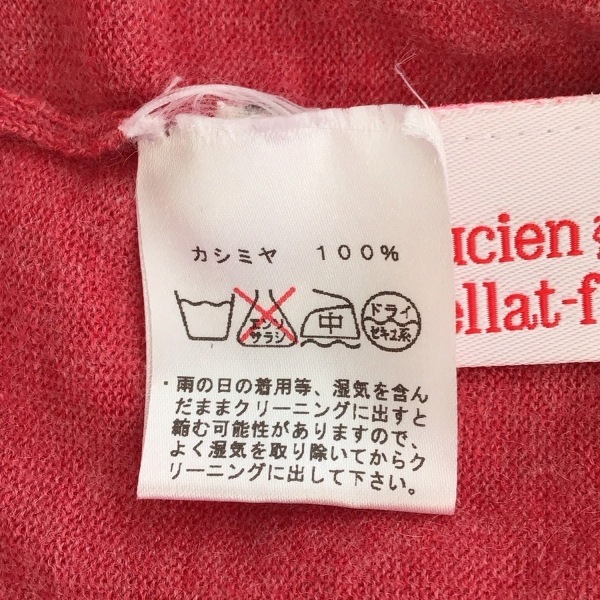 カシミヤ 100%
エンソ
サラシ
中
ドライ
セキユ系
・雨の日の着用等、湿気を含ん
だままクリーニングに出すと
縮む可能性がありますので、
よく湿気を取り除いてからク
リーニングに出して下さい。
ucien
ellat-f